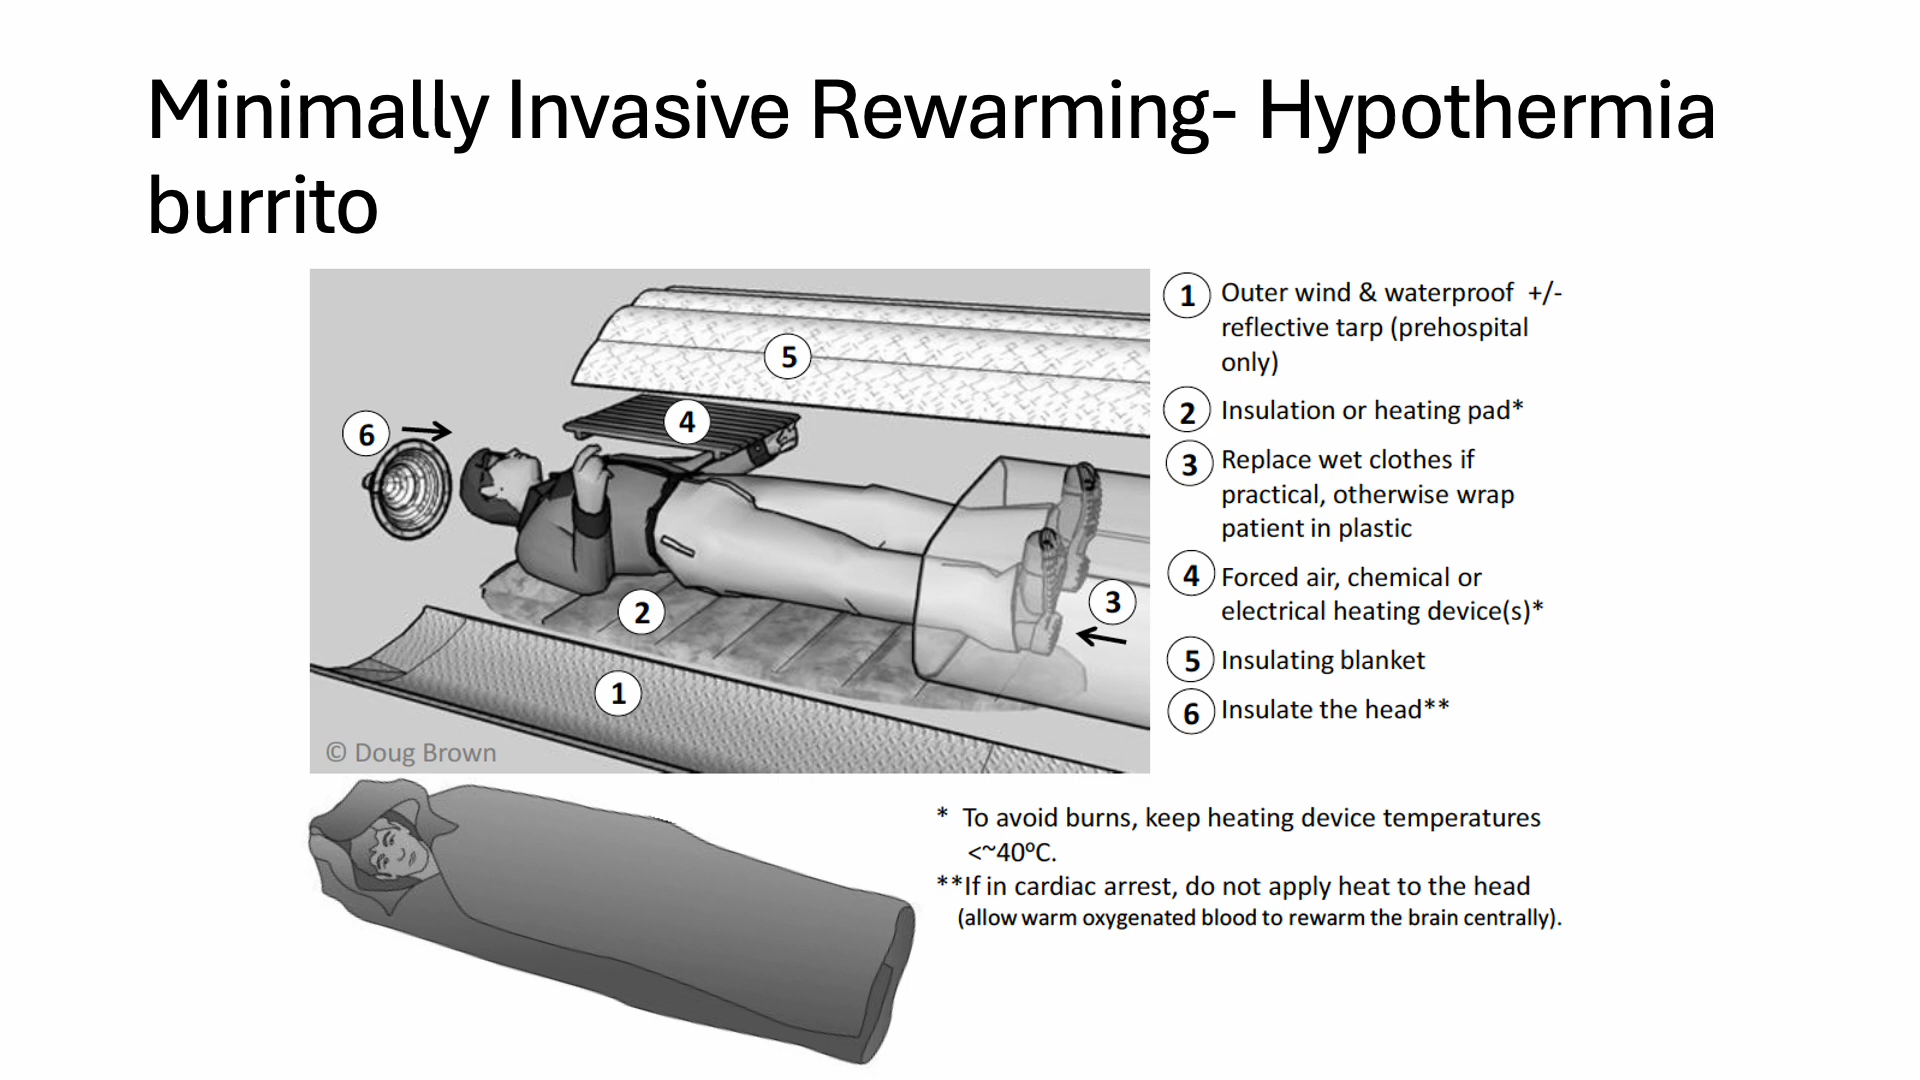 Minimally Invasive Rewarming- Hypothermia
burrito
1 Outer wind & waterproof +/-
reflective tarp (prehospital
only)
2 Insulation or heating pad*
3 Replace wet clothes if
practical, otherwise wrap
patient in plastic
4 Forced air, chemical or
electrical heating device(s)*
5 Insulating blanket
6 Insulate the head**
5
4
6
3
2
1
© Doug Brown
* To avoid burns, keep heating device temperatures
<~40ºC.
**If in cardiac arrest, do not apply heat to the head
(allow warm oxygenated blood to rewarm the brain centrally).